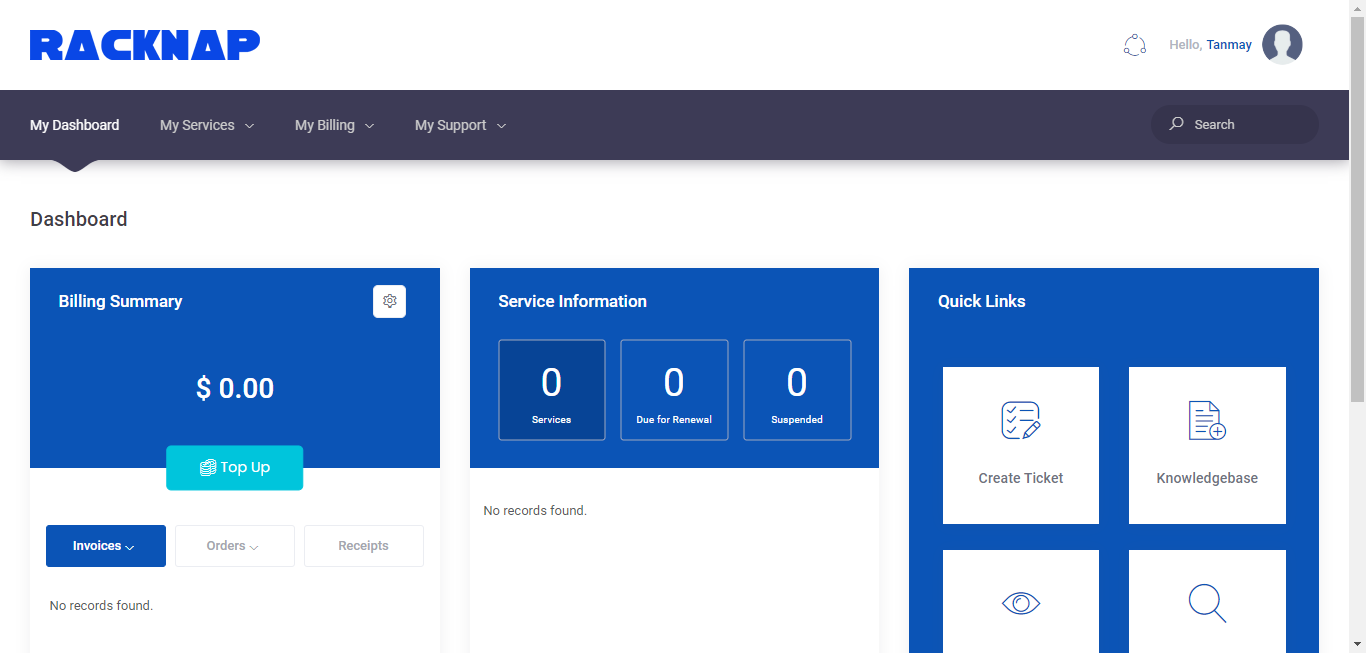 RACKNAP
Hello, Tanmay
My Dashboard
My Services
My Billing
My Support
Search
Dashboard
Billing Summary
$ 0.00
Top Up
Invoices
Orders
Receipts
No records found.
Service Information
0
Services
0
Due for Renewal
0
Suspended
No records found.
Quick Links
Create Ticket
Knowledgebase